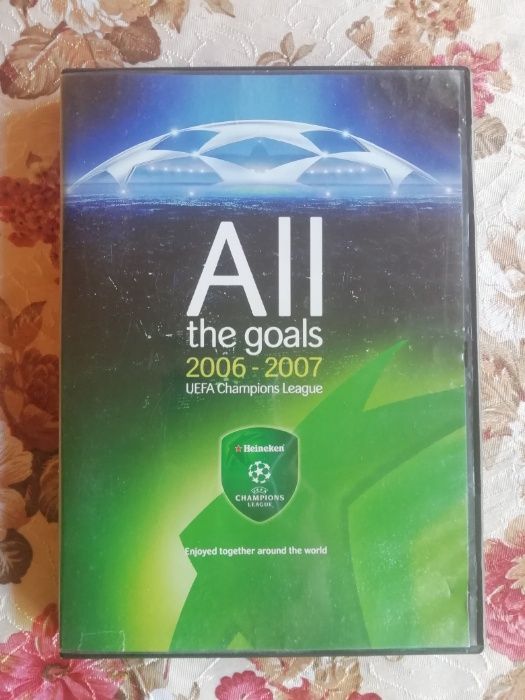 All
the goals
2006 - 2007
UEFA Champions League
Heineken
UEFA
CHAMPIONS
LEAGUE
Enjoyed together around the world